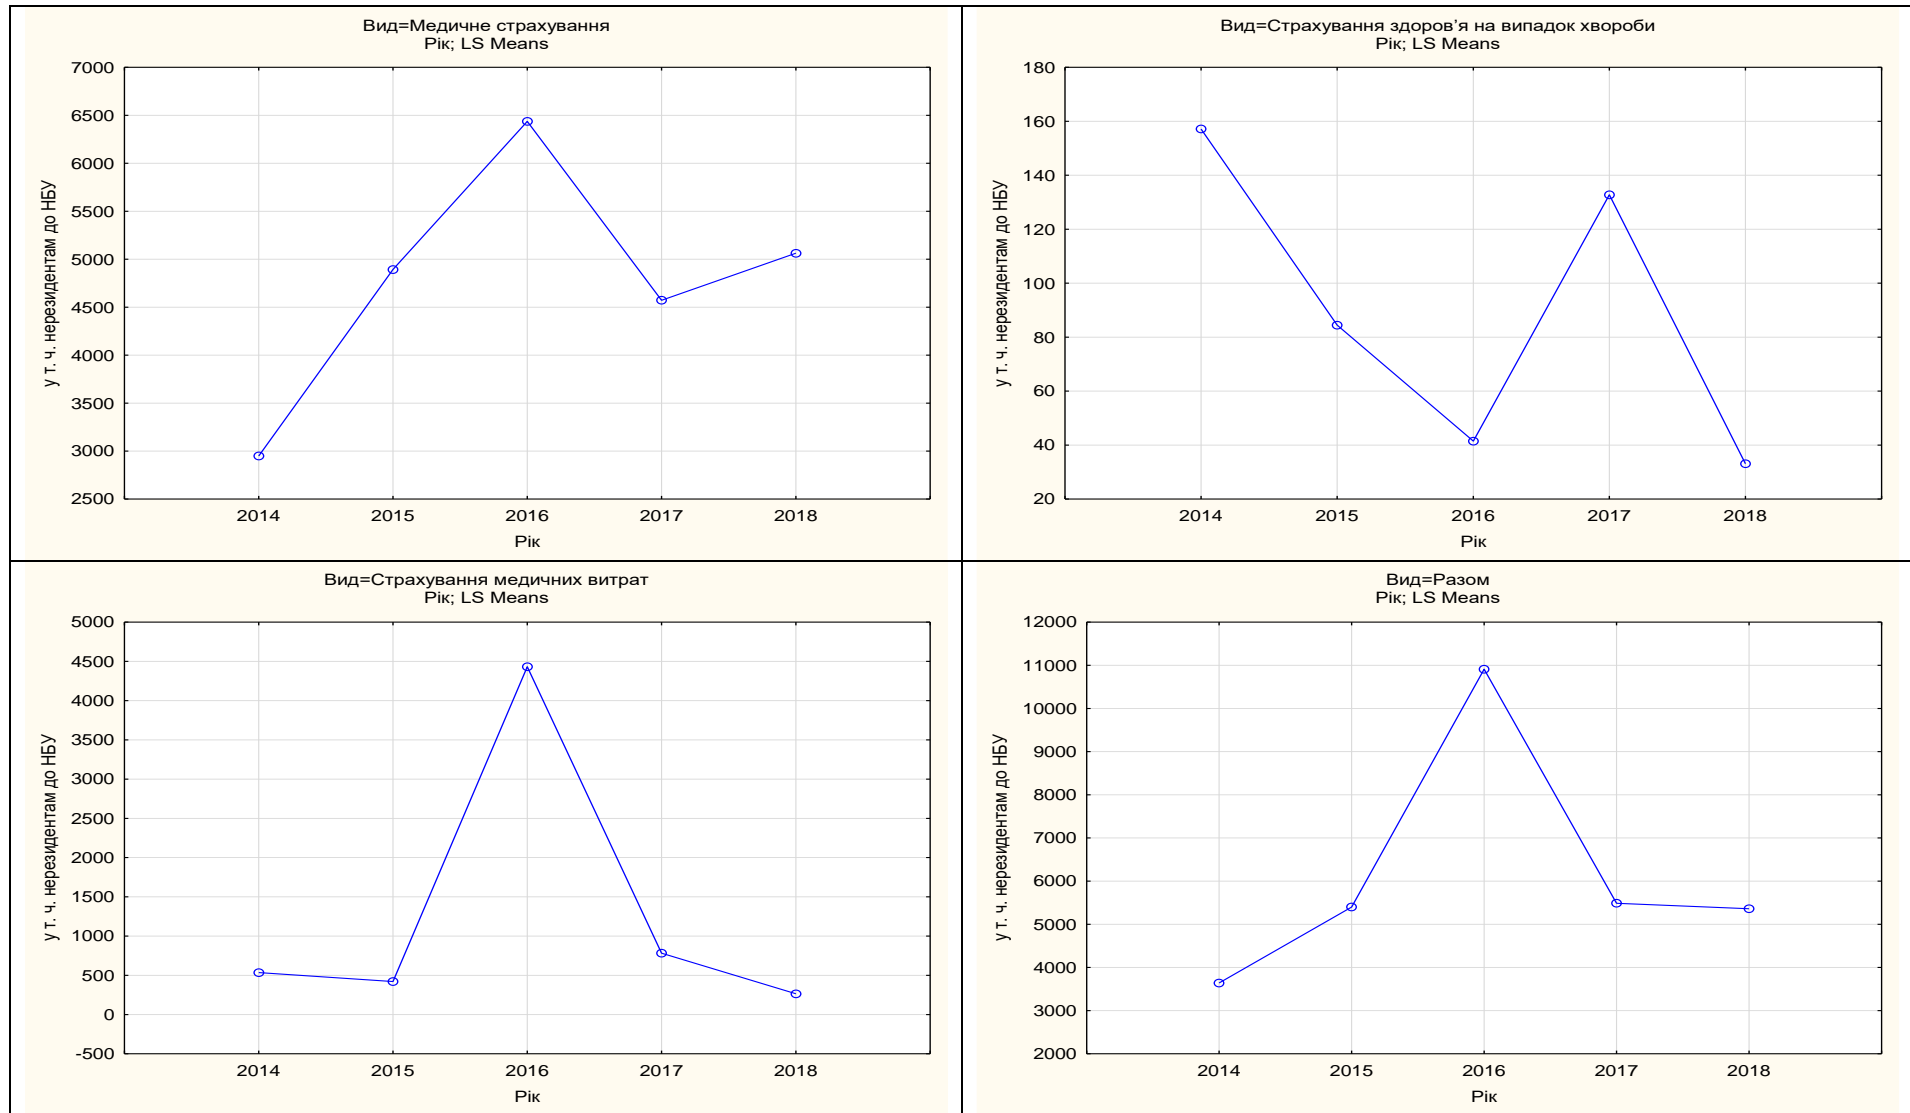 Вид=Медичне страхування
Рік; LS Means
7000
6500
6000
5500
5000
4500
4000
3500
3000
2500
у т. ч. нерезидентам до НБУ
2014 2015 2016 2017 2018
Рік
Вид=Страхування здоров’я на випадок хвороби
Рік; LS Means
180
160
140
120
100
80
60
40
20
у т. ч. нерезидентам до НБУ
2014 2015 2016 2017 2018
Рік
Вид=Страхування медичних витрат
Рік; LS Means
5000
4500
4000
3500
3000
2500
2000
1500
1000
500
0
-500
у т. ч. нерезидентам до НБУ
2014 2015 2016 2017 2018
Рік
Вид=Разом
Рік; LS Means
12000
11000
10000
9000
8000
7000
6000
5000
4000
3000
2000
у т. ч. нерезидентам до НБУ
2014 2015 2016 2017 2018
Рік